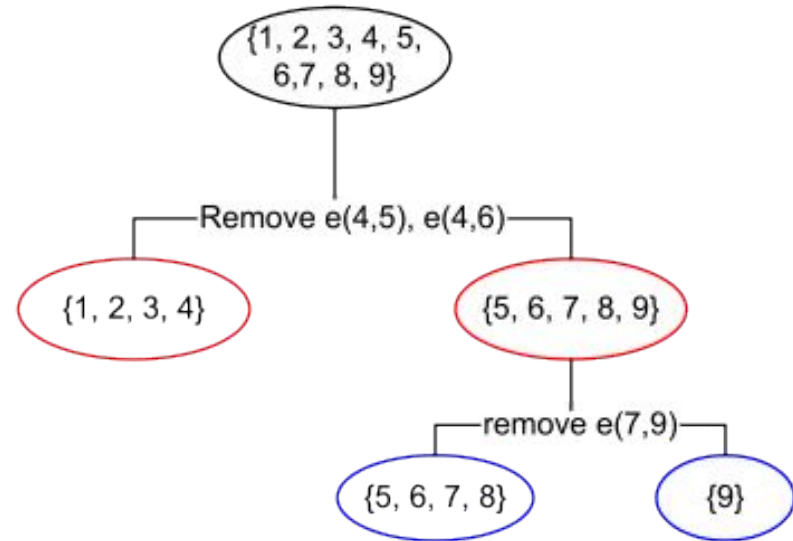 {1, 2, 3, 4, 5,
6,7, 8, 9}
Remove e(4,5), e(4,6)
{1, 2, 3, 4}
{5, 6, 7, 8, 9}
remove e(7,9)
{5, 6, 7, 8}
{9}